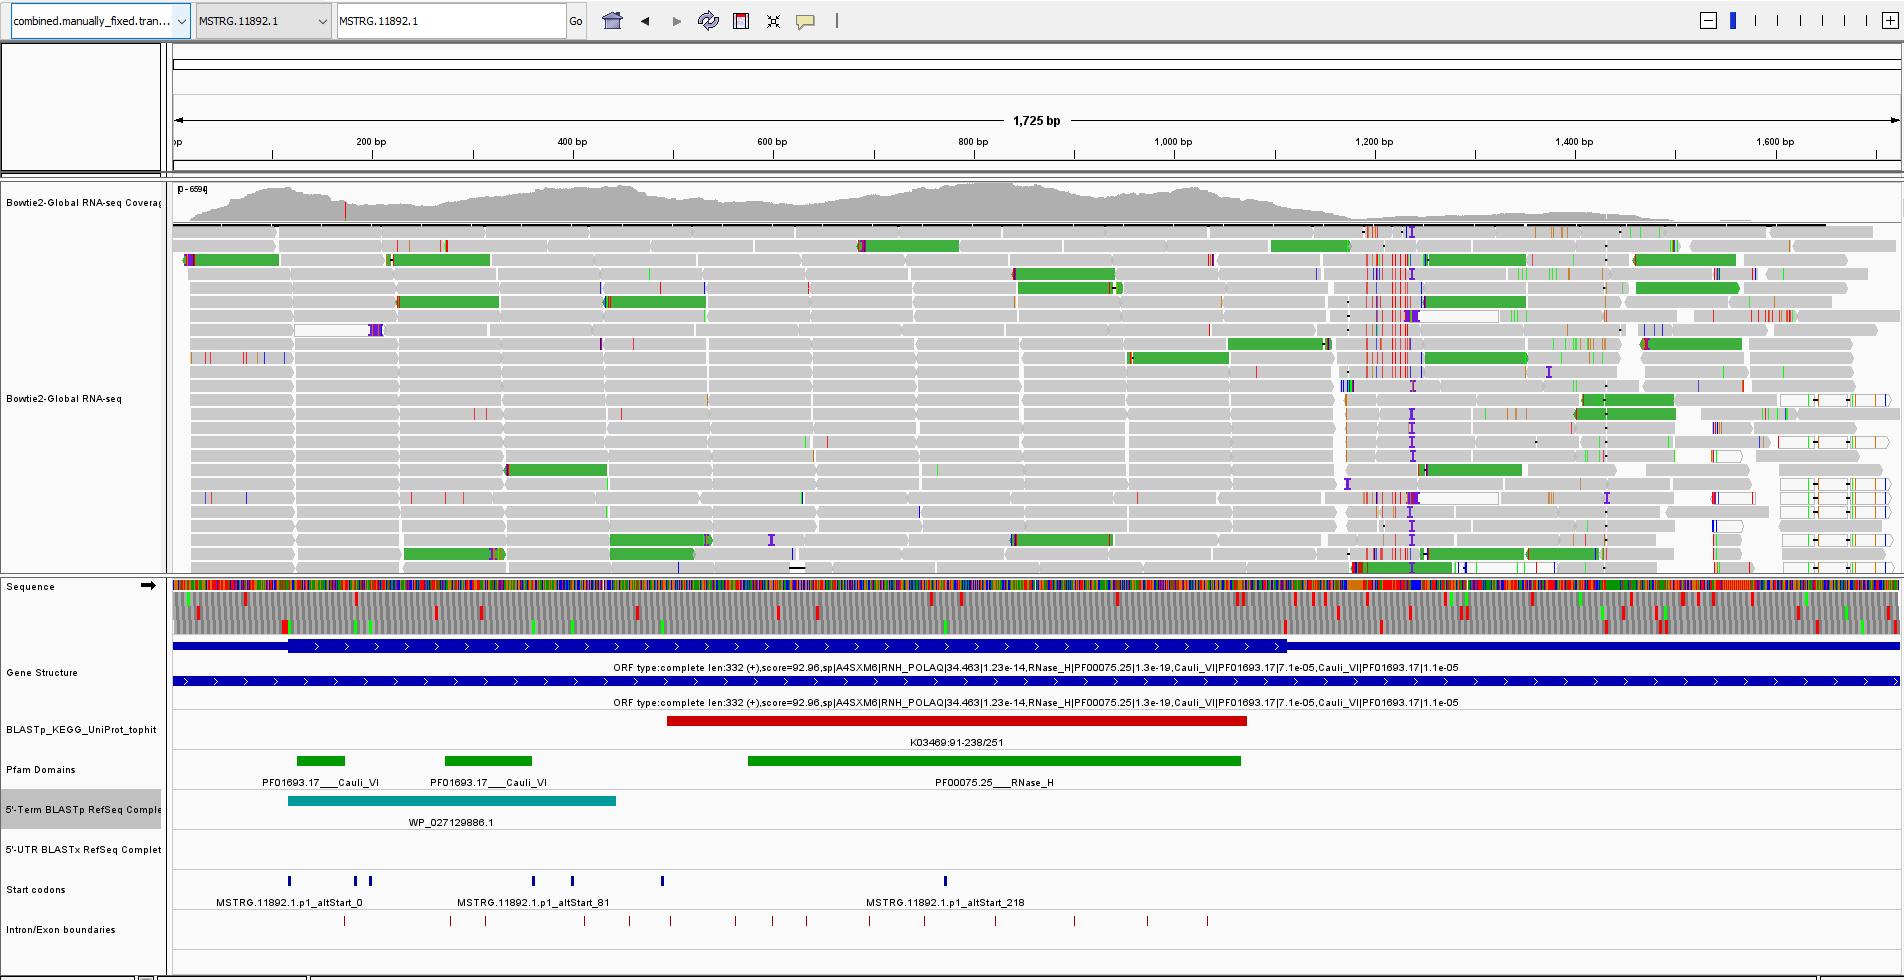 combined.manually_fixed.tran... MSTRG.11892.1 MSTRG.11892.1 Go
1,725 bp
200 bp 400 bp 600 bp 800 bp 1,000 bp 1,200 bp 1,400 bp 1,600 bp
Bowtie2-Global RNA-seq Coverag
Bowtie2-Global RNA-seq
Sequence
Gene Structure
ORF type:complete len:332 (+),score=92.96,sp|A4SXM6|RNH_POLAQ|34.463|1.23e-14,RNase_H|PF00075.25|1.3e-19,Cauli_VI|PF01693.17|7.1e-05,Cauli_VI|PF01693.17|1.1e-05
ORF type:complete len:332 (+),score=92.96,sp|A4SXM6|RNH_POLAQ|34.463|1.23e-14,RNase_H|PF00075.25|1.3e-19,Cauli_VI|PF01693.17|7.1e-05,Cauli_VI|PF01693.17|1.1e-05
BLASTp_KEGG_UniProt_tophit
K03469:91-238/251
Pfam Domains
PF01693.17___Cauli_VI PF01693.17___Cauli_VI PF00075.25___RNase_H
5'-Term BLASTp RefSeq Comple
WP_027129886.1
5'-UTR BLASTx RefSeq Complet
Start codons
MSTRG.11892.1.p1_altStart_0 MSTRG.11892.1.p1_altStart_81 MSTRG.11892.1.p1_altStart_218
Intron/Exon boundaries